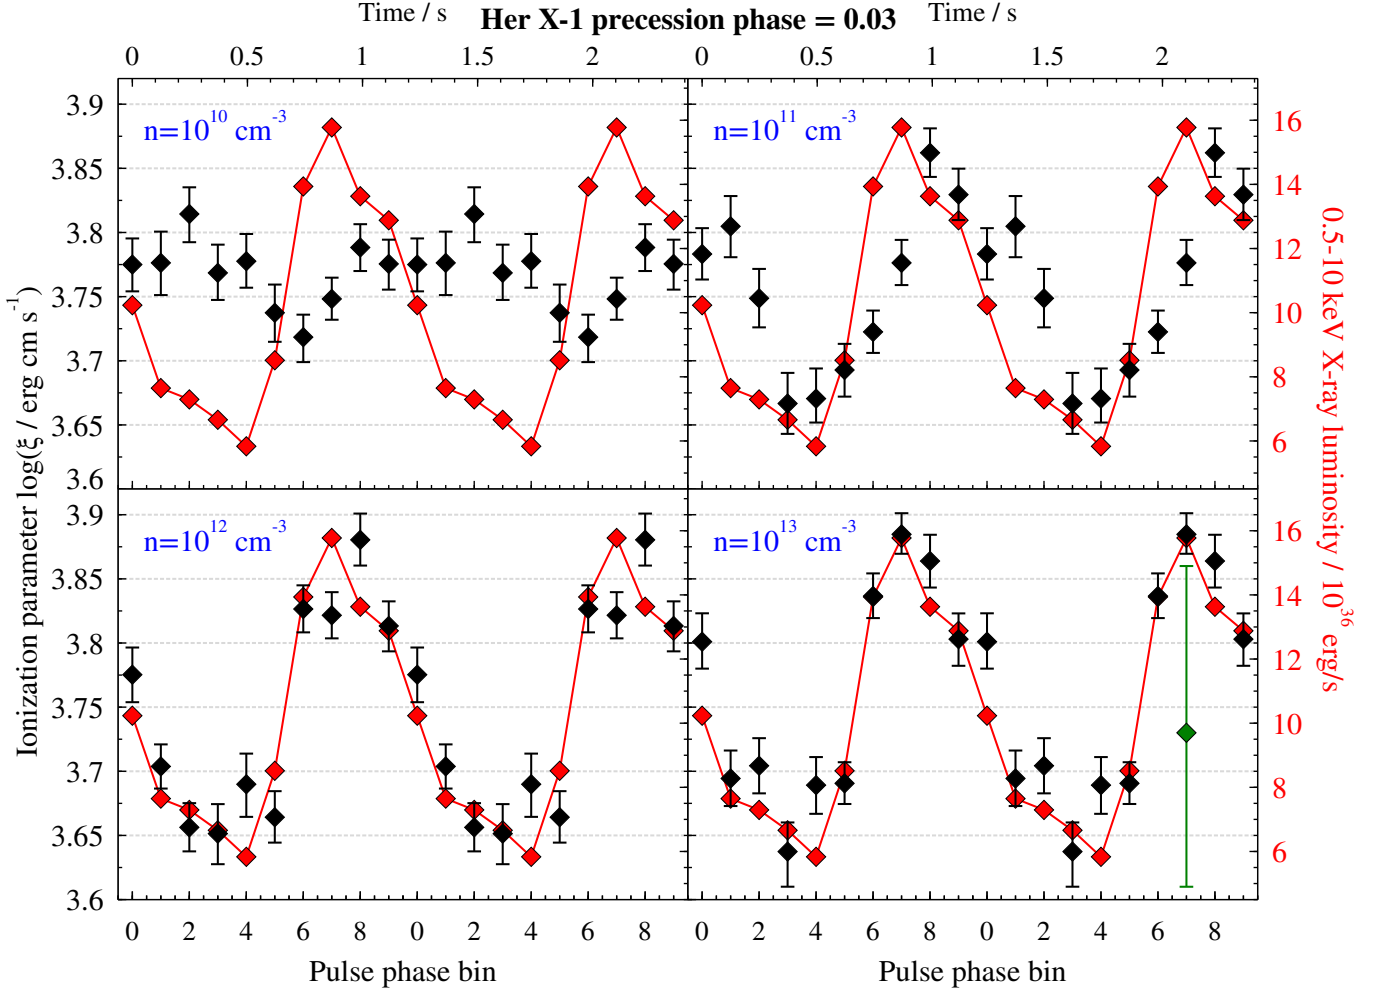 Time / s Her X-1 precession phase = 0.03 Time / s
0 0.5 1 1.5 2 0 0.5 1 1.5 2
3.9
3.85
3.8
3.75
3.7
3.65
3.6
n=10^10 cm^-3
n=10^11 cm^-3
16
14
12
10
8
6
3.9
3.85
3.8
3.75
3.7
3.65
3.6
n=10^12 cm^-3
n=10^13 cm^-3
16
14
12
10
8
6
Ionization parameter log(ξ / erg cm s^-1)
0.5-10 keV X-ray luminosity / 10^36 erg/s
0 2 4 6 8 0 2 4 6 8 0 2 4 6 8 0 2 4 6 8
Pulse phase bin Pulse phase bin